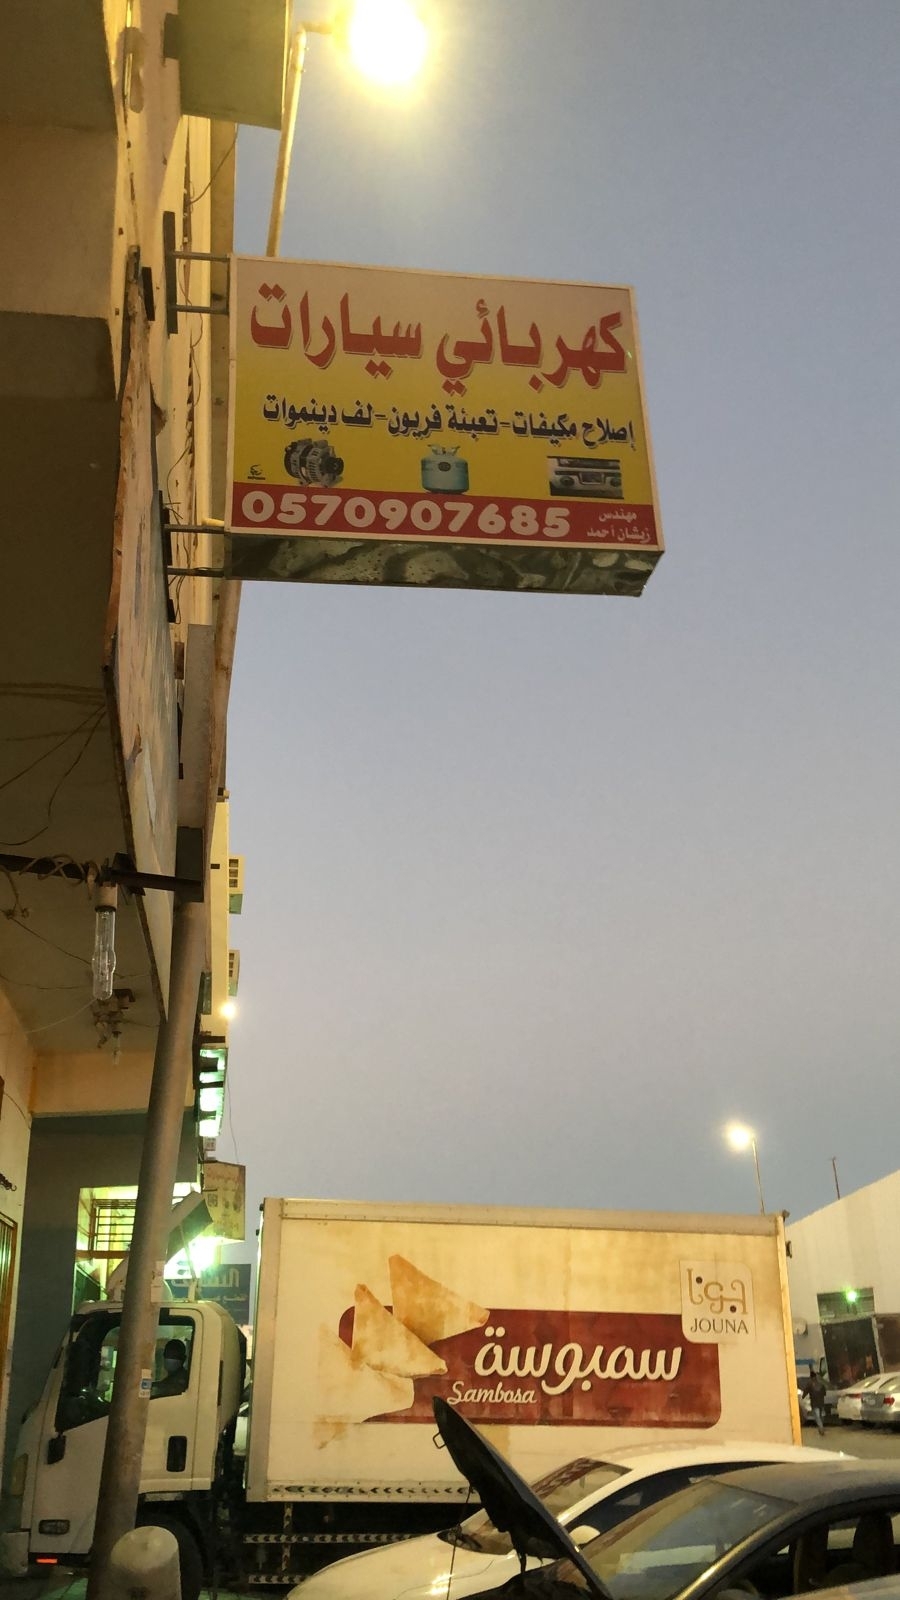 كهربائي سيارات
إصلاح مكيفات - تعبئة فريون - لف دينموات
0570907685
مهندس
زيشان أحمد
جونا
JOUNA
سمبوسة
Sambosa